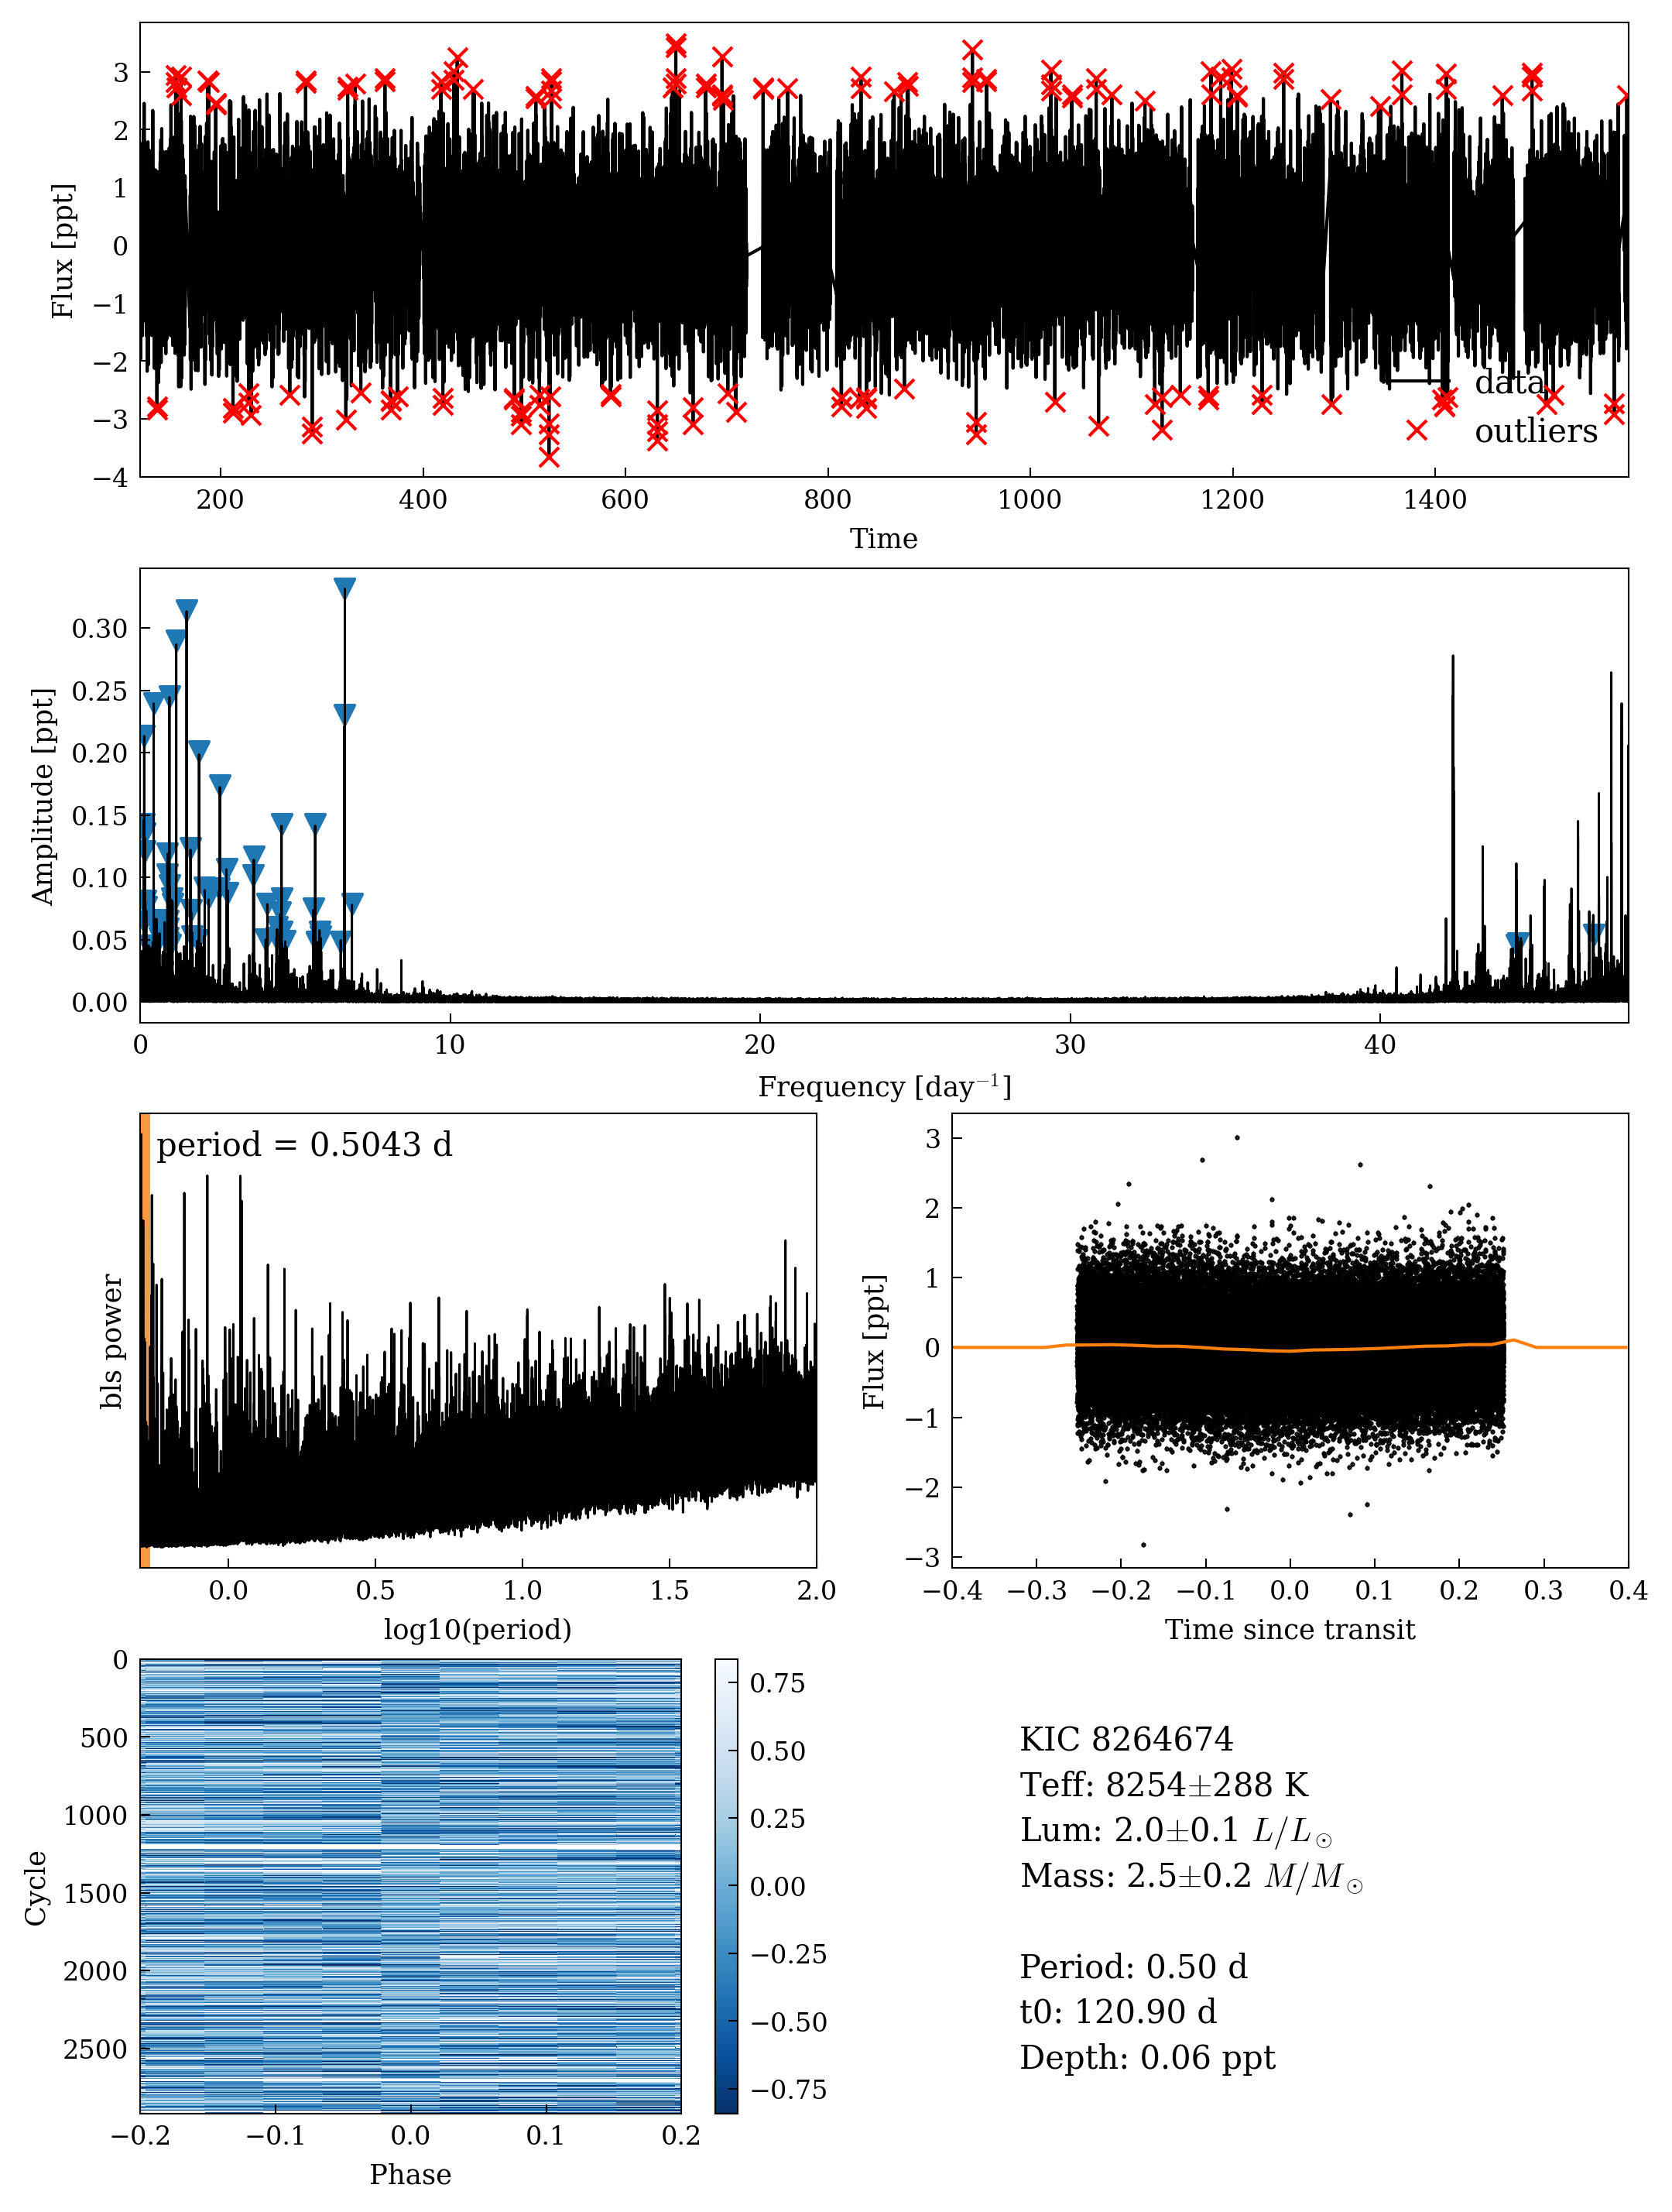 3
2
1
0
−1
−2
−3
−4
Flux [ppt]
data
outliers
200 400 600 800 1000 1200 1400
Time
0.30
0.25
0.20
0.15
0.10
0.05
0.00
Amplitude [ppt]
0 10 20 30 40
Frequency [day⁻¹]
period = 0.5043 d
bls power
0.0 0.5 1.0 1.5 2.0
log10(period)
3
2
1
0
−1
−2
−3
Flux [ppt]
−0.4 −0.3 −0.2 −0.1 0.0 0.1 0.2 0.3 0.4
Time since transit
0
500
1000
1500
2000
2500
Cycle
−0.2 −0.1 0.0 0.1 0.2
Phase
0.75
0.50
0.25
0.00
−0.25
−0.50
−0.75
KIC 8264674
Teff: 8254±288 K
Lum: 2.0±0.1 L/L⊙
Mass: 2.5±0.2 M/M⊙
Period: 0.50 d
t0: 120.90 d
Depth: 0.06 ppt